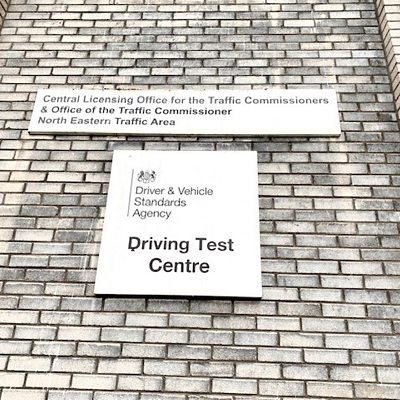 Central Licensing Office for the Traffic Commissioners
& Office of the Traffic Commissioner
North Eastern Traffic Area
Driver & Vehicle
Standards
Agency
Driving Test
Centre